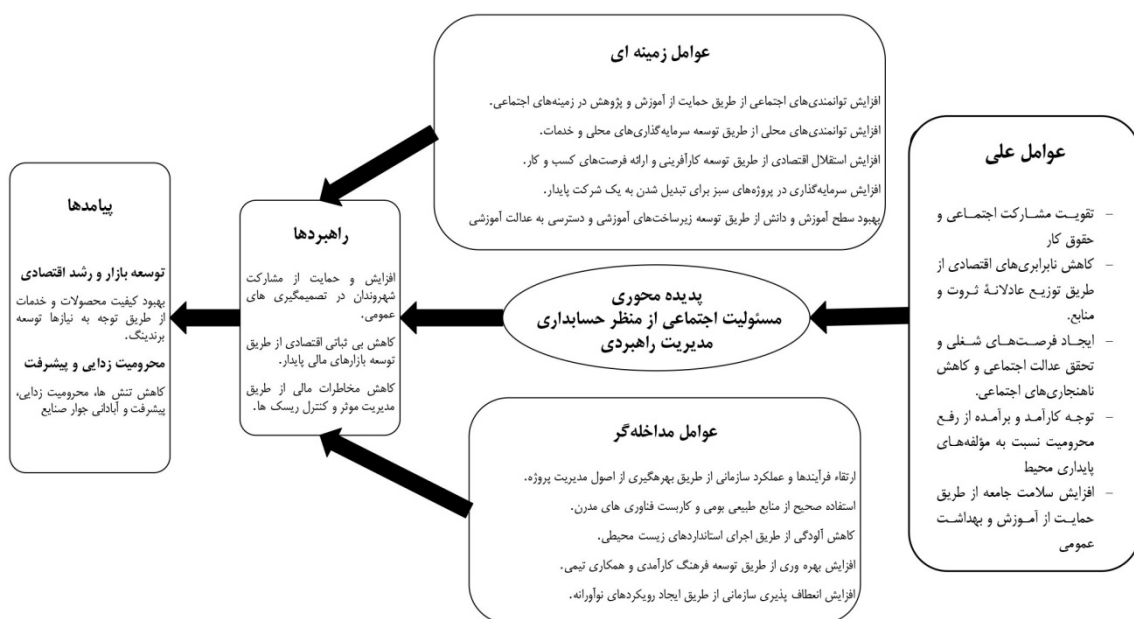 عوامل زمینه ای
افزایش توانمندی‌های اجتماعی از طریق حمایت از آموزش و پژوهش در زمینه‌های اجتماعی.
افزایش توانمندی‌های محلی از طریق توسعه سرمایه‌گذاری‌های محلی و خدمات.
افزایش استقلال اقتصادی از طریق توسعه کارآفرینی و ارائه فرصت‌های کسب و کار.
افزایش سرمایه‌گذاری در پروژه‌های سبز برای تبدیل شدن به یک شرکت پایدار.
بهبود سطح آموزش و دانش از طریق توسعه زیرساخت‌های آموزشی و دسترسی به عدالت آموزشی
عوامل علی
- تقویت مشارکت اجتماعی و
حقوق کار
- کاهش نابرابری‌های اقتصادی از
طریق توزیع عادلانۀ ثروت و
منابع.
- ایجاد فرصت‌های شغلی و
تحقق عدالت اجتماعی و کاهش
ناهنجاری‌های اجتماعی.
- توجه کارآمد و برآمده از رفع
محرومیت نسبت به مؤلفه‌های
پایداری محیط
- افزایش سلامت جامعه از طریق
حمایت از آموزش و بهداشت
عمومی
پدیده محوری
مسئولیت اجتماعی از منظر حسابداری
مدیریت راهبردی
راهبردها
افزایش و حمایت از مشارکت
شهروندان در تصمیمگیری های
عمومی.
کاهش بی ثباتی اقتصادی از طریق
توسعه بازارهای مالی پایدار.
کاهش مخاطرات مالی از طریق
مدیریت موثر و کنترل ریسک ها.
پیامدها
توسعه بازار و رشد اقتصادی
بهبود کیفیت محصولات و خدمات
از طریق توجه به نیازها توسعه
برندینگ.
محرومیت زدایی و پیشرفت
کاهش تنش ها، محرومیت زدایی،
پیشرفت و آبادانی جوار صنایع
عوامل مداخله‌گر
ارتقاء فرآیندها و عملکرد سازمانی از طریق بهرهگیری از اصول مدیریت پروژه.
استفاده صحیح از منابع طبیعی بومی و کاربست فناوری های مدرن.
کاهش آلودگی از طریق اجرای استانداردهای زیست محیطی.
افزایش بهره وری از طریق توسعه فرهنگ کارآمدی و همکاری تیمی.
افزایش انعطاف پذیری سازمانی از طریق ایجاد رویکردهای نوآورانه.